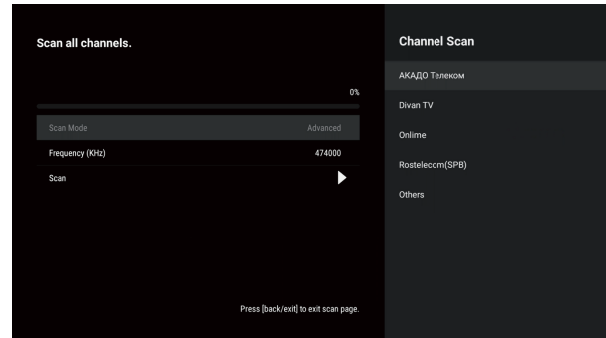 Scan all channels.
0%
Scan Mode Advanced
Frequency (KHz) 474000
Scan
Press [back/exit] to exit scan page.
Channel Scan
АКАДО Тэлеком
Divan TV
Onlime
Rosteleccm(SPB)
Others